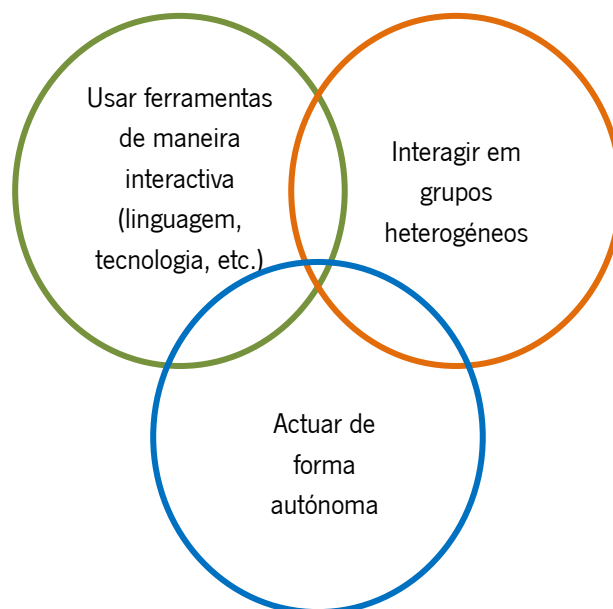 Usar ferramentas
de maneira
interactiva
(linguagem,
tecnologia, etc.)
Interagir em
grupos
heterogéneos
Actuar de
forma
autónoma